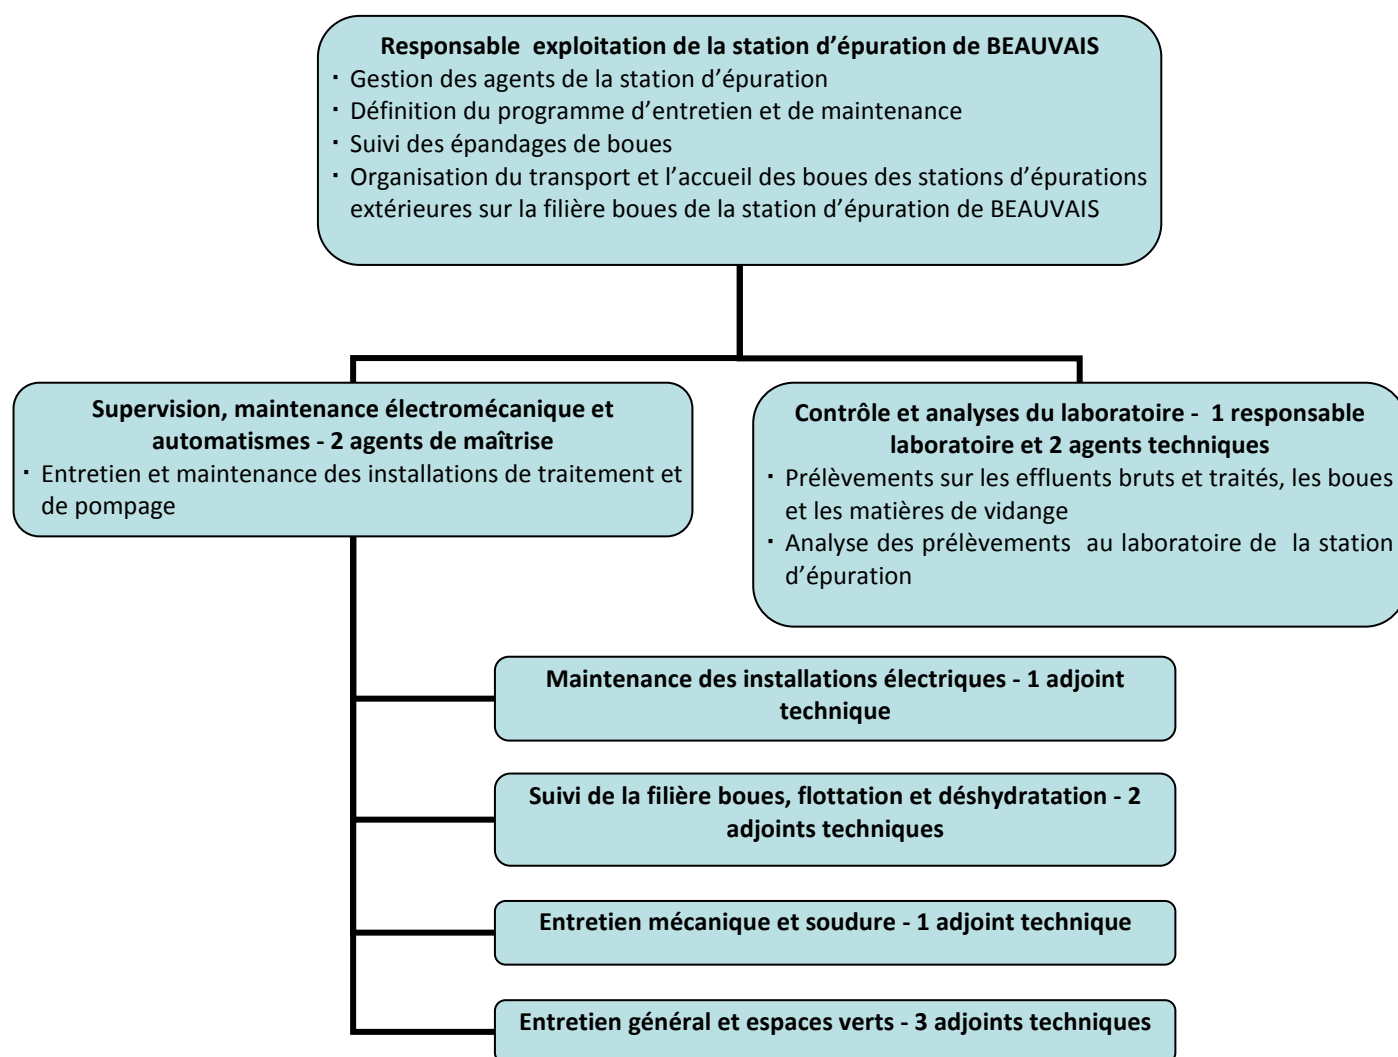 Responsable exploitation de la station d’épuration de BEAUVAIS
· Gestion des agents de la station d’épuration
· Définition du programme d’entretien et de maintenance
· Suivi des épandages de boues
· Organisation du transport et l’accueil des boues des stations d’épurations
extérieures sur la filière boues de la station d’épuration de BEAUVAIS
Supervision, maintenance électromécanique et
automatismes - 2 agents de maîtrise
· Entretien et maintenance des installations de traitement et
de pompage
Contrôle et analyses du laboratoire - 1 responsable
laboratoire et 2 agents techniques
· Prélèvements sur les effluents bruts et traités, les boues
et les matières de vidange
· Analyse des prélèvements au laboratoire de la station
d’épuration
Maintenance des installations électriques - 1 adjoint
technique
Suivi de la filière boues, flottation et déshydratation - 2
adjoints techniques
Entretien mécanique et soudure - 1 adjoint technique
Entretien général et espaces verts - 3 adjoints techniques